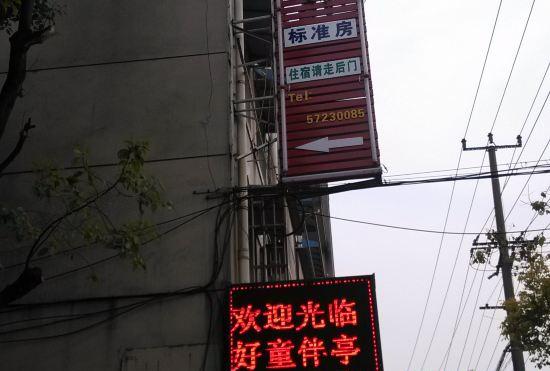 标准房
住宿请走后门
Tel:
57230085
欢迎光临
好童伴亭